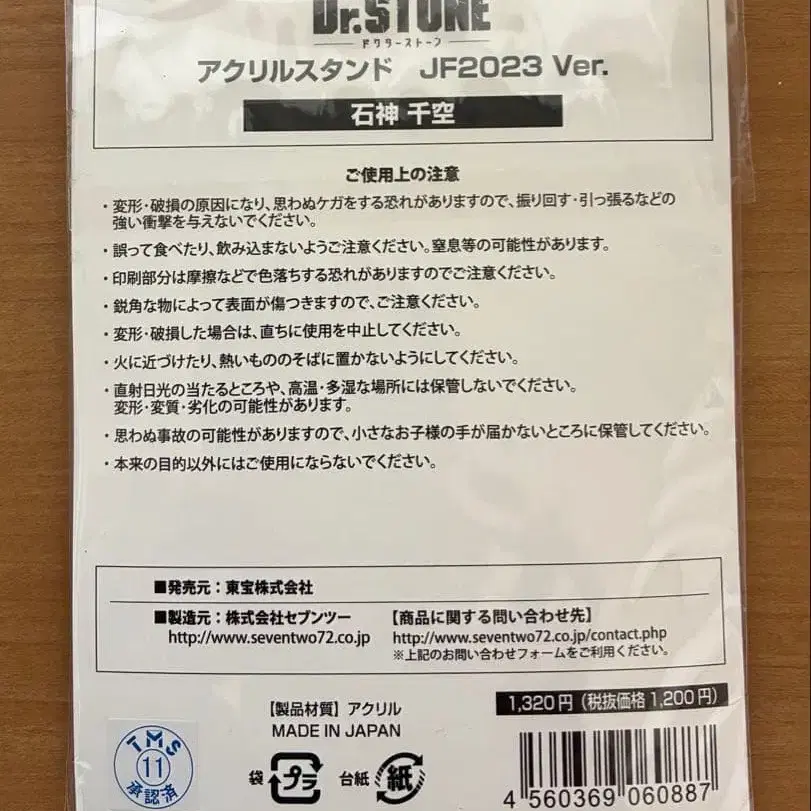 Dr.STONE
ドクターストーン
アクリルスタンド JF2023 Ver.
石神 千空
ご使用上の注意
・変形・破損の原因になり、思わぬケガをする恐れがありますので、振り回す・引っ張るなどの
強い衝撃を与えないでください。
・誤って食べたり、飲み込まないようご注意ください。窒息等の可能性があります。
・印刷部分は摩擦などで色落ちする恐れがありますのでご注意ください。
・鋭角な物によって表面が傷つきますので、ご注意ください。
・変形・破損した場合は、直ちに使用を中止してください。
・火に近づけたり、熱いもののそばに置かないようにしてください。
・直射日光の当たるところや、高温・多湿な場所には保管しないでください。
変形・変質・劣化の可能性があります。
・思わぬ事故の可能性がありますので、小さなお子様の手が届かないところに保管してください。
・本来の目的以外にはご使用にならないでください。
■発売元：東宝株式会社
■製造元：株式会社セブンツー
http://www.seventwo72.co.jp
【商品に関する問い合わせ先】
http://www.seventwo72.co.jp/contact.php
※上記のお問い合わせフォームをご利用ください。
【製品材質】アクリル
MADE IN JAPAN
1,320円（税抜価格 1,200円）
TMS
11
承認済
袋 プラ 台紙 紙
4 560369 060887